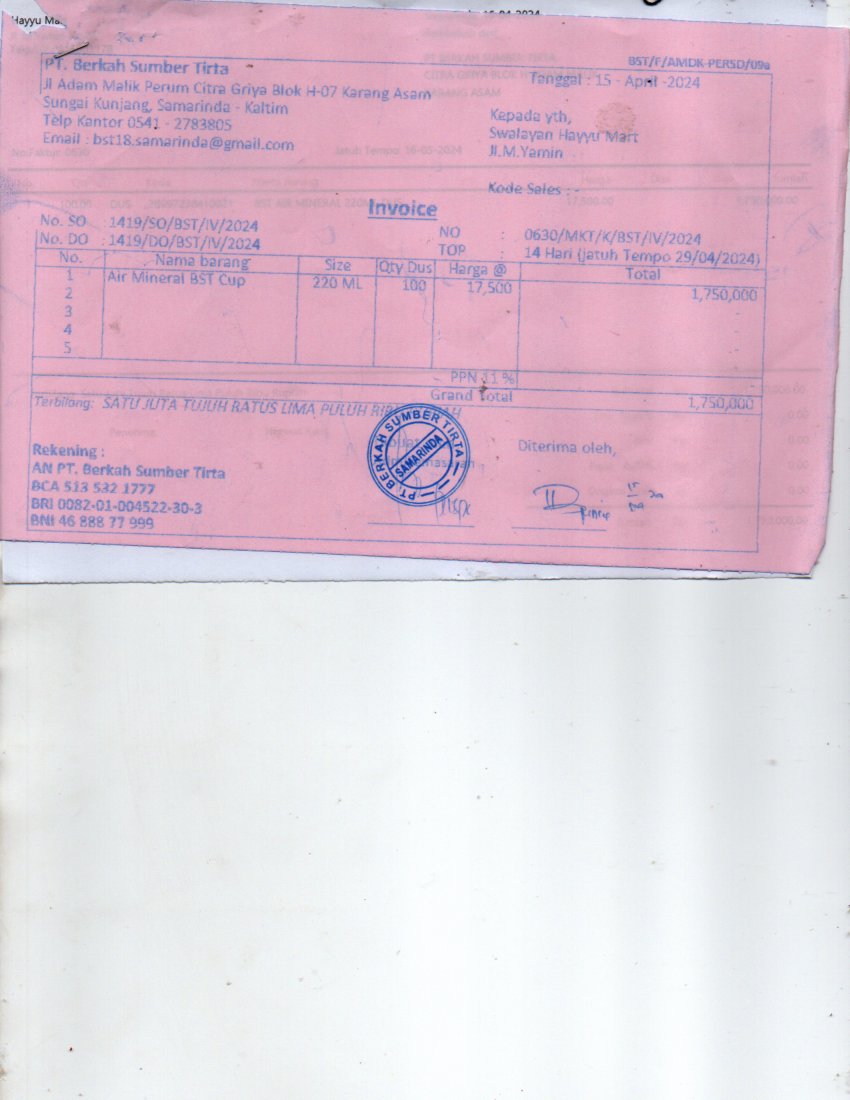 Hayyu Ma
PT. Berkah Sumber Tirta
BST/F/AMDK-PERSD/09a
Jl Adam Malik Perum Citra Griya Blok H-07 Karang Asam
Tanggal : 15 - April -2024
Sungai Kunjang, Samarinda - Kaltim
Telp Kantor 0541 - 2783805
Email : bst18.samarinda@gmail.com
Kepada yth,
Swalayan Hayyu Mart
Jl.M.Yamin
Jatuh Tempo 16-05-2024
Kode Sales : -
Invoice
No. SO : 1419/SO/BST/IV/2024
No. DO : 1419/DO/BST/IV/2024
NO : 0630/MKT/K/BST/IV/2024
TOP : 14 Hari (jatuh Tempo 29/04/2024)
No. Nama barang Size Qty Dus Harga @ Total
1 Air Mineral BST Cup 220 ML 100 17,500 1,750,000
2 -
3 -
4 -
5 -
PPN 11 % -
Grand Total 1,750,000
Terbilang: SATU JUTA TUJUH RATUS LIMA PULUH
PT. BERKAH SUMBER TIRTA
SAMARINDA
Diterima oleh,
Rekening :
AN PT. Berkah Sumber Tirta
BCA 513 532 1777
BRI 0082-01-004522-30-3
BNI 46 888 77 999